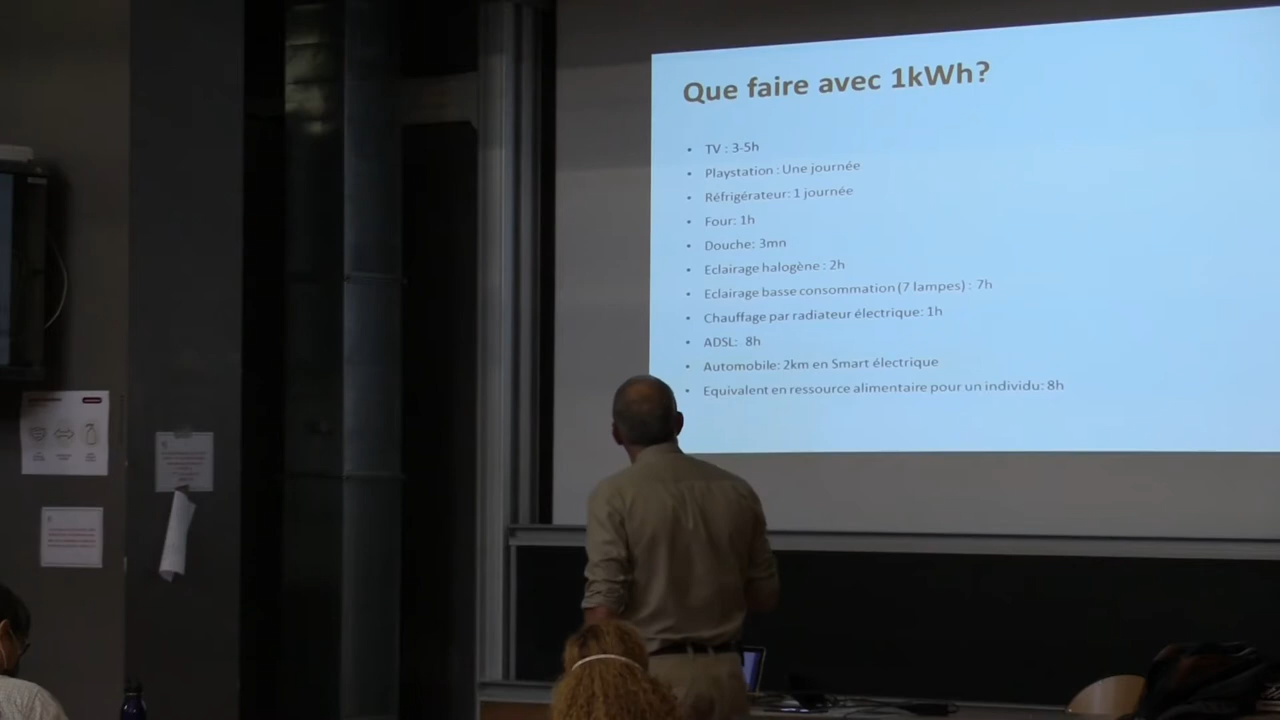 Que faire avec 1kWh?
• TV : 3-5h
• Playstation : Une journée
• Réfrigérateur: 1 journée
• Four: 1h
• Douche: 3mn
• Eclairage halogène : 2h
• Eclairage basse consommation (7 lampes) : 7h
• Chauffage par radiateur électrique: 1h
• ADSL: 8h
• Automobile: 2km en Smart électrique
• Equivalent en ressource alimentaire pour un individu: 8h